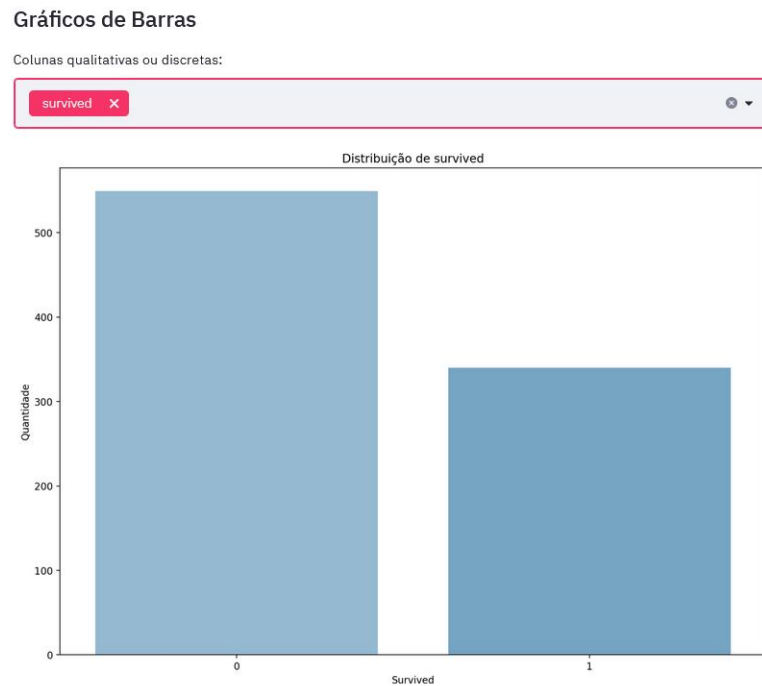 Gráficos de Barras
Colunas qualitativas ou discretas:
survived
Distribuição de survived
500
400
300
200
100
0
Quantidade
0 1
Survived